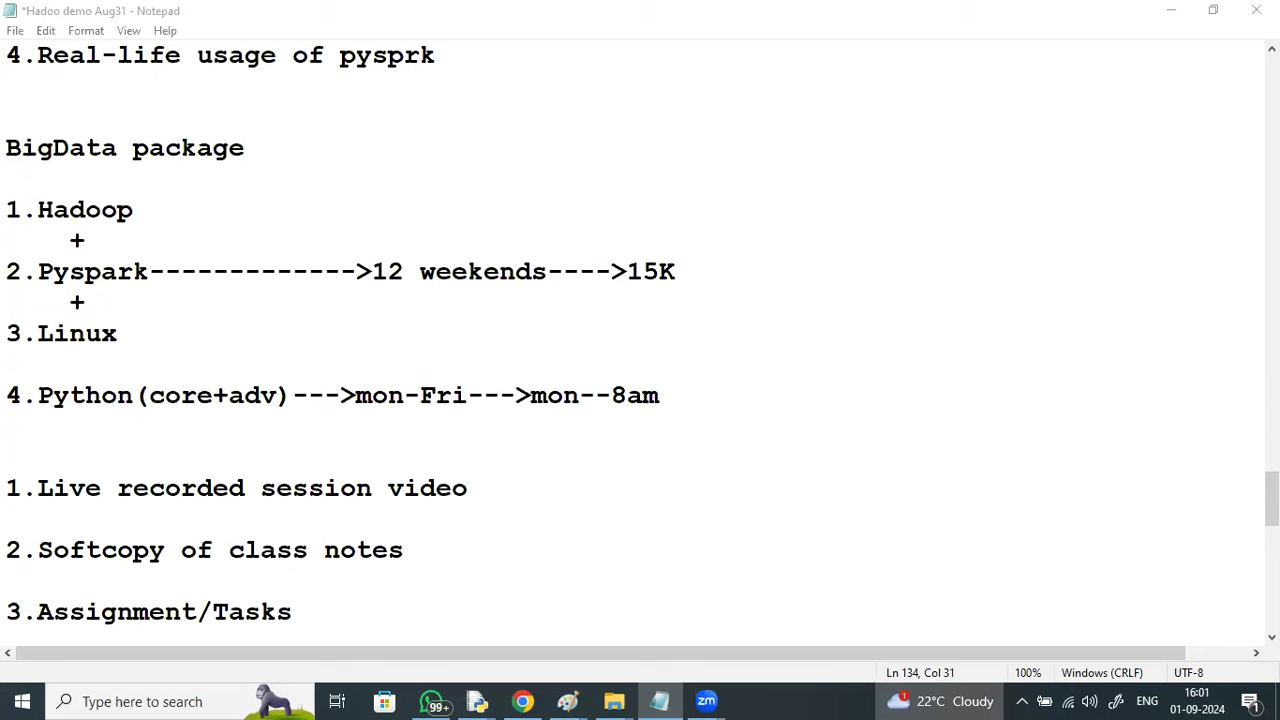 *Hadoo demo Aug31 - Notepad
File Edit Format View Help
4.Real-life usage of pysprk
BigData package
1.Hadoop
+
2.Pyspark------------->12 weekends---->15K
+
3.Linux
4.Python(core+adv)--->mon-Fri--->mon--8am
1.Live recorded session video
2.Softcopy of class notes
3.Assignment/Tasks
Ln 134, Col 31 100% Windows (CRLF) UTF-8
Type here to search 99+ zm 1 22°C Cloudy ENG 16:01 01-09-2024 1